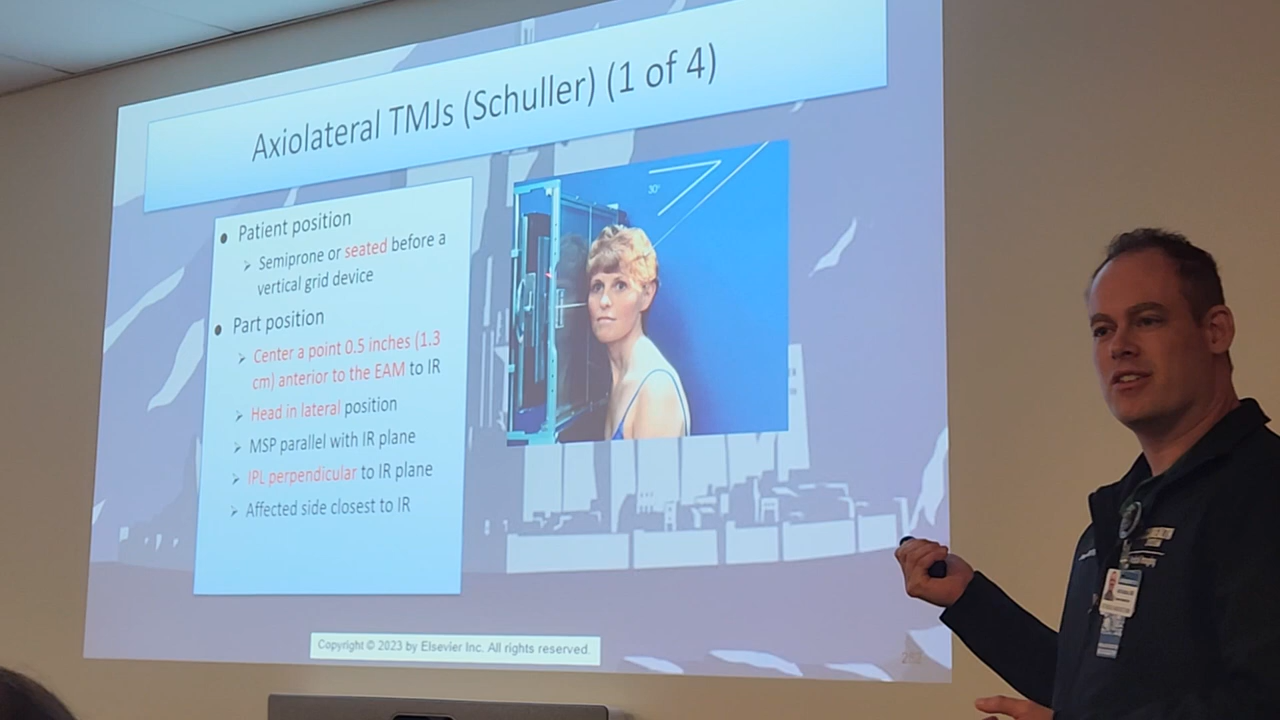 Axiolateral TMJs (Schuller) (1 of 4)
Patient position
Semiprone or seated before a
vertical grid device
Part position
Center a point 0.5 inches (1.3
cm) anterior to the EAM to IR
Head in lateral position
MSP parallel with IR plane
IPL perpendicular to IR plane
Affected side closest to IR
30°
Copyright © 2023 by Elsevier Inc. All rights reserved.